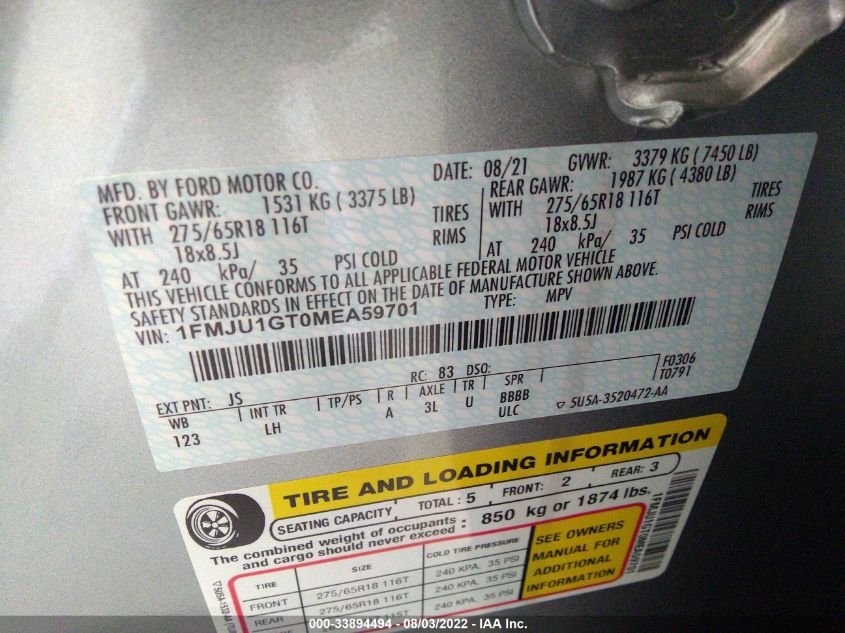 MFD. BY FORD MOTOR CO.
DATE: 08/21 GVWR: 3379 KG ( 7450 LB)
FRONT GAWR: 1531 KG ( 3375 LB)
REAR GAWR: 1987 KG ( 4380 LB)
WITH 275/65R18 116T TIRES
WITH 275/65R18 116T TIRES
18x8.5J RIMS
18x8.5J RIMS
AT 240 kPa/ 35 PSI COLD
AT 240 kPa/ 35 PSI COLD
THIS VEHICLE CONFORMS TO ALL APPLICABLE FEDERAL MOTOR VEHICLE
SAFETY STANDARDS IN EFFECT ON THE DATE OF MANUFACTURE SHOWN ABOVE.
VIN: 1FMJU1GT0MEA59701
TYPE: MPV
EXT PNT: JS RC: 83 DSO:
WB INT TR TP/PS R AXLE TR SPR
123 LH A 3L U BBBB
ULC
F0306
T0791
▽ 5U5A-3520472-AA
TIRE AND LOADING INFORMATION
SEATING CAPACITY TOTAL : 5 FRONT: 2 REAR: 3
The combined weight of occupants
and cargo should never exceed : 850 kg or 1874 lbs.
TIRE SIZE COLD TIRE PRESSURE
FRONT 275/65R18 116T 240 KPA, 35 PSI
REAR 275/65R18 116T 240 KPA, 35 PSI
240 KPA, 35 PSI
SEE OWNERS
MANUAL FOR
ADDITIONAL
INFORMATION
000-33894494 - 08/03/2022 - IAA Inc.